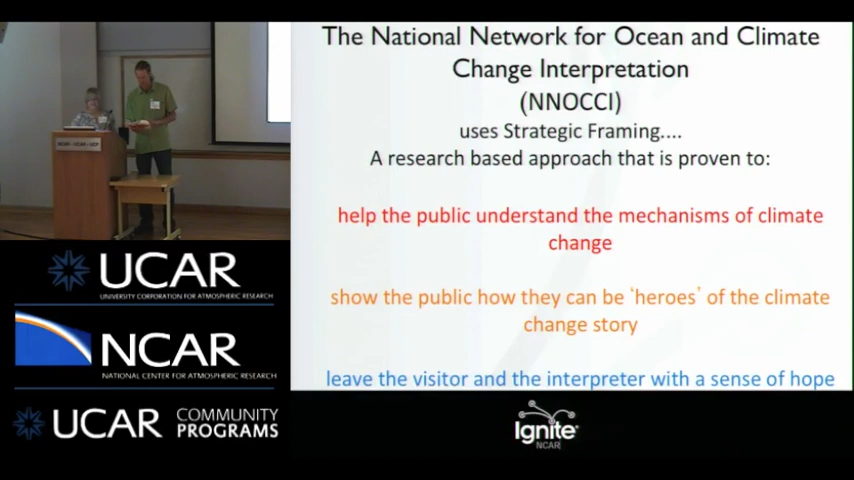 The National Network for Ocean and Climate
Change Interpretation
(NNOCCI)
uses Strategic Framing....
A research based approach that is proven to:
help the public understand the mechanisms of climate
change
show the public how they can be 'heroes' of the climate
change story
leave the visitor and the interpreter with a sense of hope
NCAR - UCAR - UCP
UCAR
UNIVERSITY CORPORATION FOR ATMOSPHERIC RESEARCH
NCAR
NATIONAL CENTER FOR ATMOSPHERIC RESEARCH
UCAR COMMUNITY
PROGRAMS
Ignite
NCAR